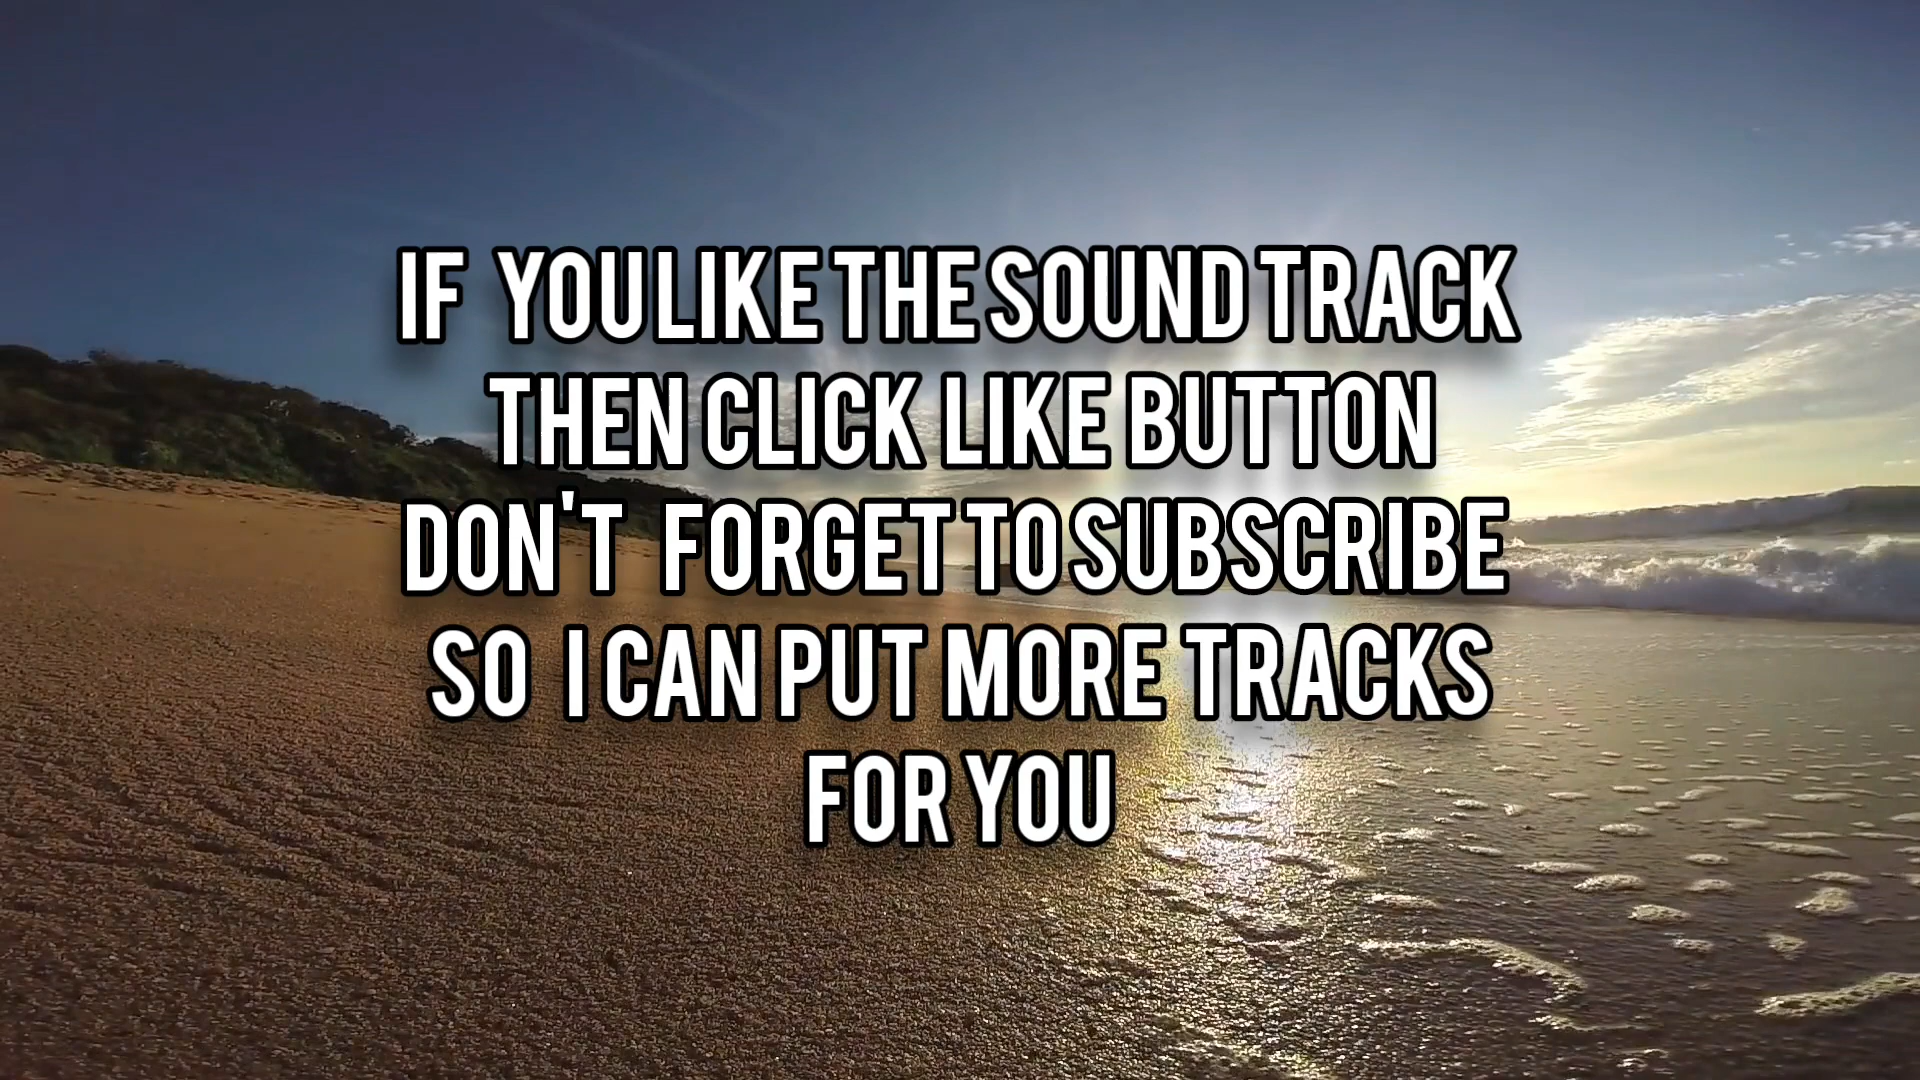 IF YOU LIKE THE SOUND TRACK
THEN CLICK LIKE BUTTON
DON'T FORGET TO SUBSCRIBE
SO I CAN PUT MORE TRACKS
FOR YOU